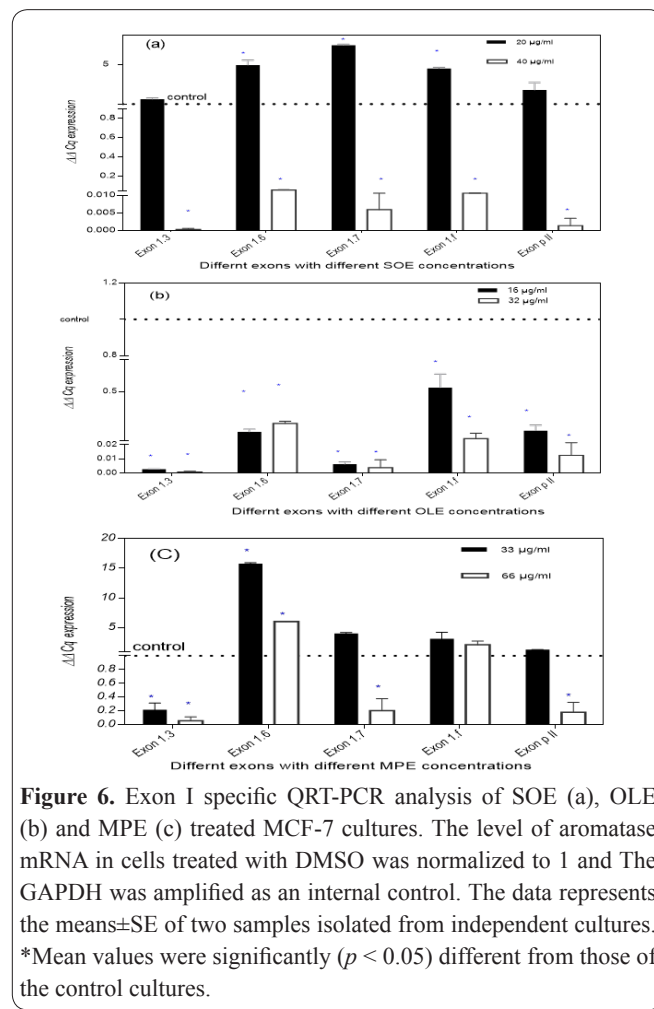 (a)
20 µg/ml
40 µg/ml
5
control
0.8
0.6
0.4
0.2
0.010
0.005
0.000
ΔΔ Cq expression
* * * * * * * *
Exon 1.3 Exon 1.6 Exon 1.7 Exon 1.f Exon p II
Differnt exons with different SOE concentrations
(b)
16 µg/ml
32 µg/ml
1.2
control
0.8
0.5
0.02
0.01
0.00
ΔΔ Cq expression
* * * * * * * * * *
Exon 1.3 Exon 1.6 Exon 1.7 Exon 1.f Exon p II
Differnt exons with different OLE concentrations
(C)
33 µg/ml
66 µg/ml
20
15
10
5
control
0.8
0.6
0.4
0.2
0.0
ΔΔ Cq expression
* * * * * *
Exon 1.3 Exon 1.6 Exon 1.7 Exon 1.f Exon p II
Differnt exons with different MPE concentrations
Figure 6. Exon I specific QRT-PCR analysis of SOE (a), OLE
(b) and MPE (c) treated MCF-7 cultures. The level of aromatase
mRNA in cells treated with DMSO was normalized to 1 and The
GAPDH was amplified as an internal control. The data represents
the means±SE of two samples isolated from independent cultures.
*Mean values were significantly (p < 0.05) different from those of
the control cultures.